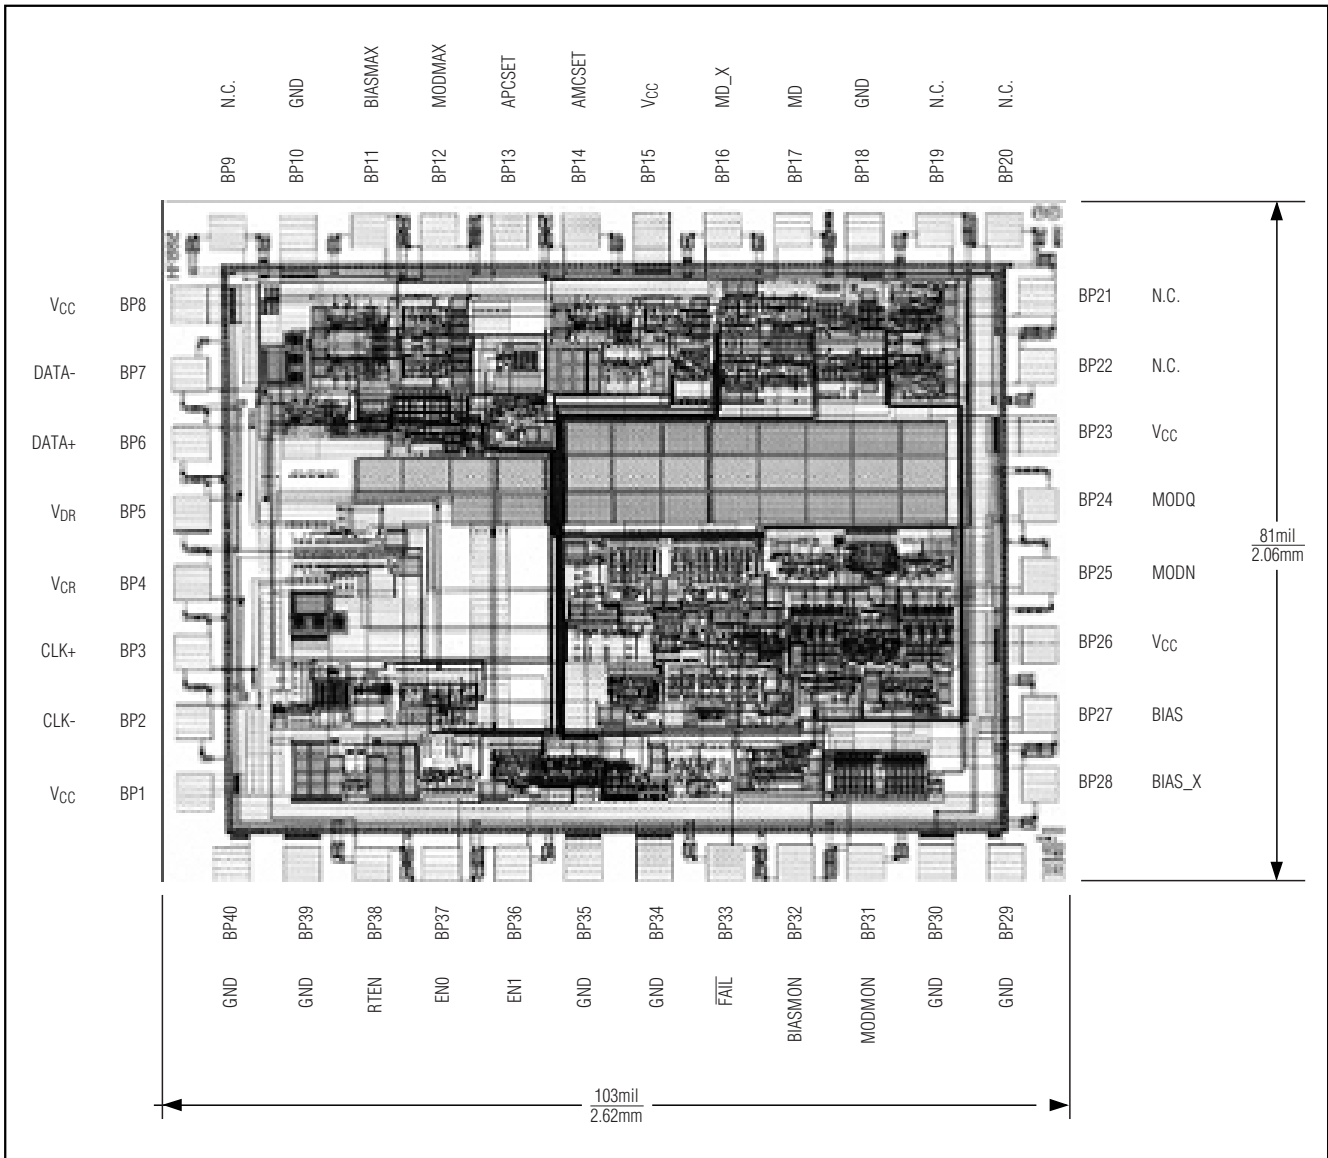 N.C. GND BIASMAX MODMAX APCSET AMCSET VCC MD_X MD GND N.C. N.C.
BP9 BP10 BP11 BP12 BP13 BP14 BP15 BP16 BP17 BP18 BP19 BP20
VCC BP8
DATA- BP7
DATA+ BP6
VDR BP5
VCR BP4
CLK+ BP3
CLK- BP2
VCC BP1
BP21 N.C.
BP22 N.C.
BP23 VCC
BP24 MODQ
BP25 MODN
BP26 VCC
BP27 BIAS
BP28 BIAS_X
81mil
2.06mm
BP40 BP39 BP38 BP37 BP36 BP35 BP34 BP33 BP32 BP31 BP30 BP29
GND GND RTEN EN0 EN1 GND GND FAIL BIASMON MODMON GND GND
103mil
2.62mm